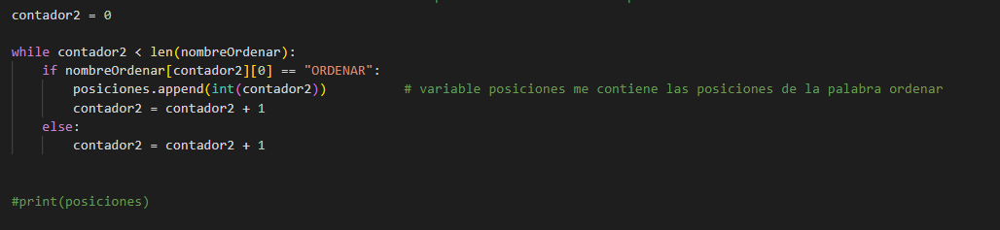 contador2 = 0
while contador2 < len(nombreOrdenar):
    if nombreOrdenar[contador2][0] == "ORDENAR":
        posiciones.append(int(contador2))          # variable posiciones me contiene las posiciones de la palabra ordenar
        contador2 = contador2 + 1
    else:
        contador2 = contador2 + 1
#print(posiciones)